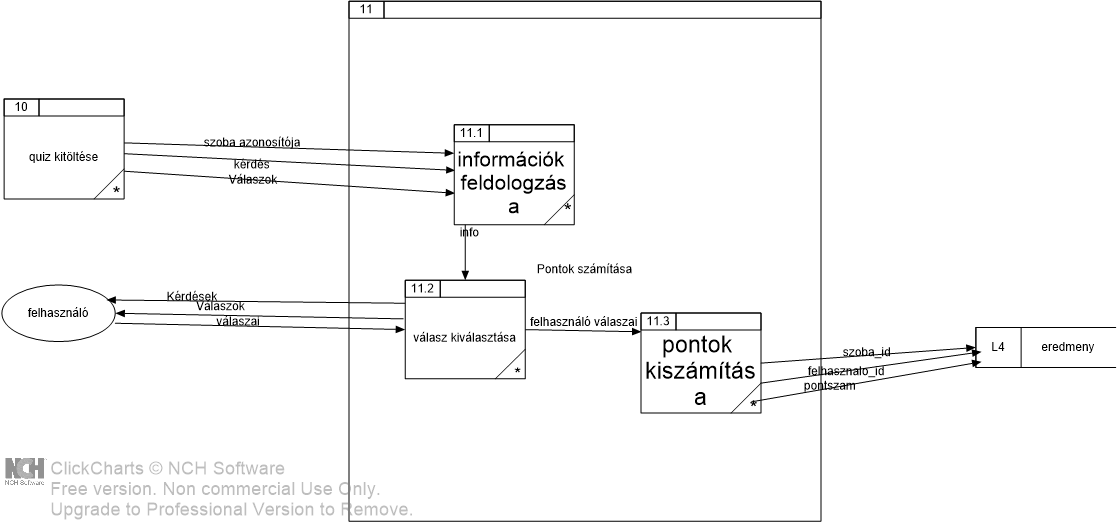 11
10
quiz kitöltése
*
szoba azonosítója
kérdés
Válaszok
11.1
információk
feldologzás
a
*
info
Pontok számítása
felhasználó
Kérdések
Válaszok
válaszai
11.2
válasz kiválasztása
*
felhasználó válaszai
11.3
pontok
kiszámítás
a
*
szoba_id
felhasznalo_id
pontszam
L4
eredmeny
NCH
NCH Software
ClickCharts © NCH Software
Free version. Non commercial Use Only.
Upgrade to Professional Version to Remove.